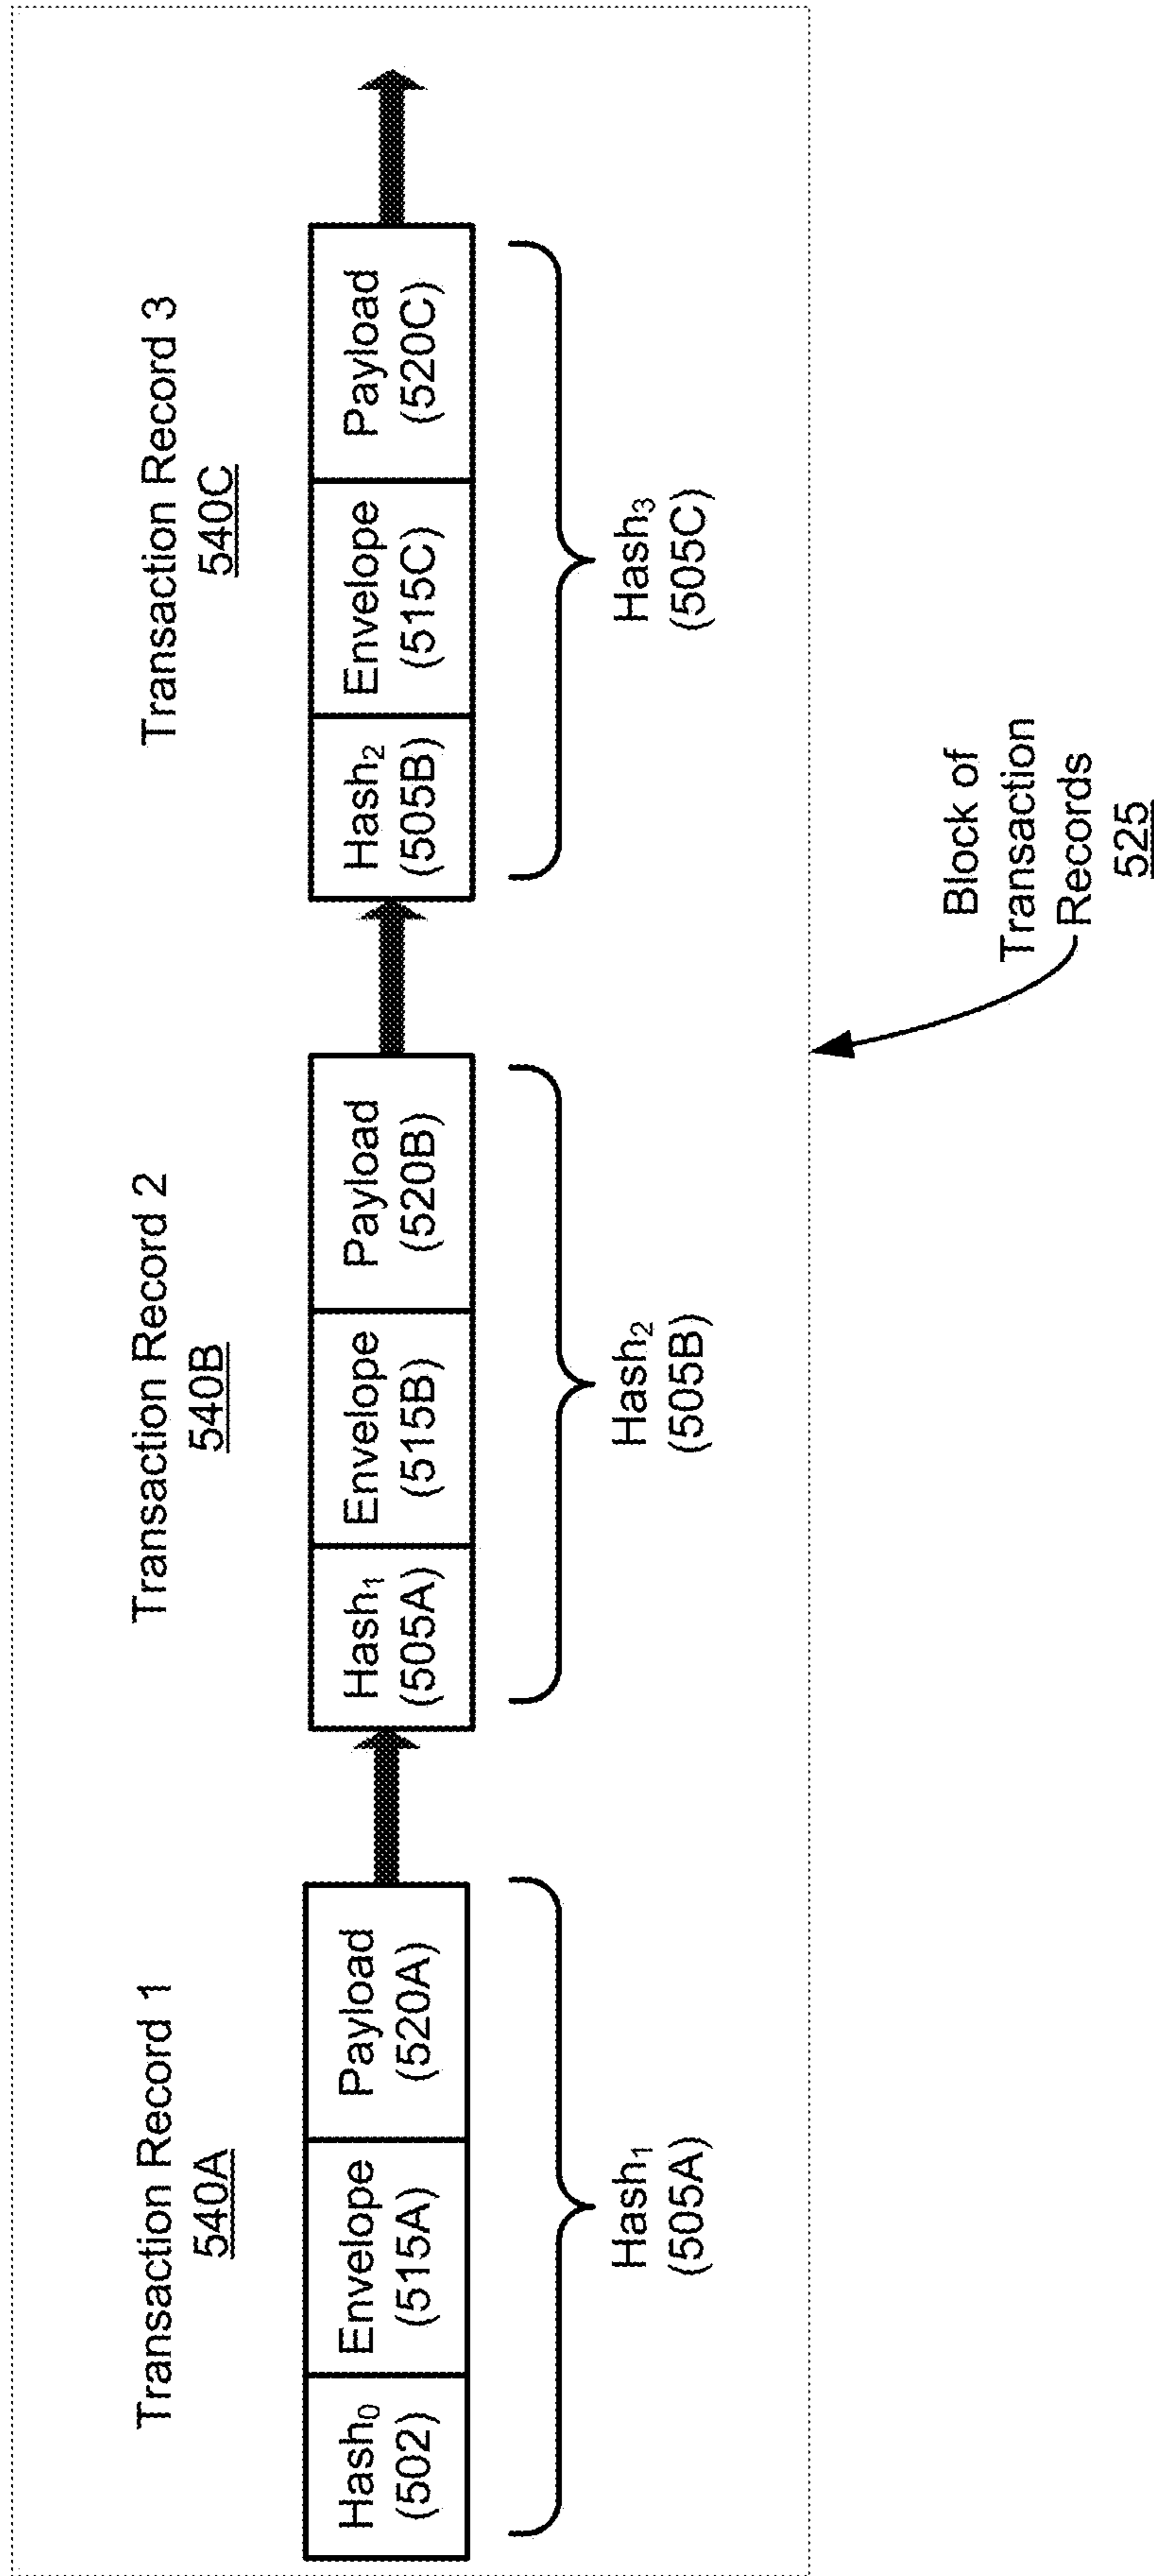 Transaction Record 1
540A
Hash₀
(502)
Envelope
(515A)
Payload
(520A)
Hash₁
(505A)
Transaction Record 2
540B
Hash₁
(505A)
Envelope
(515B)
Payload
(520B)
Hash₂
(505B)
Transaction Record 3
540C
Hash₂
(505B)
Envelope
(515C)
Payload
(520C)
Hash₃
(505C)
Block of
Transaction
Records
525